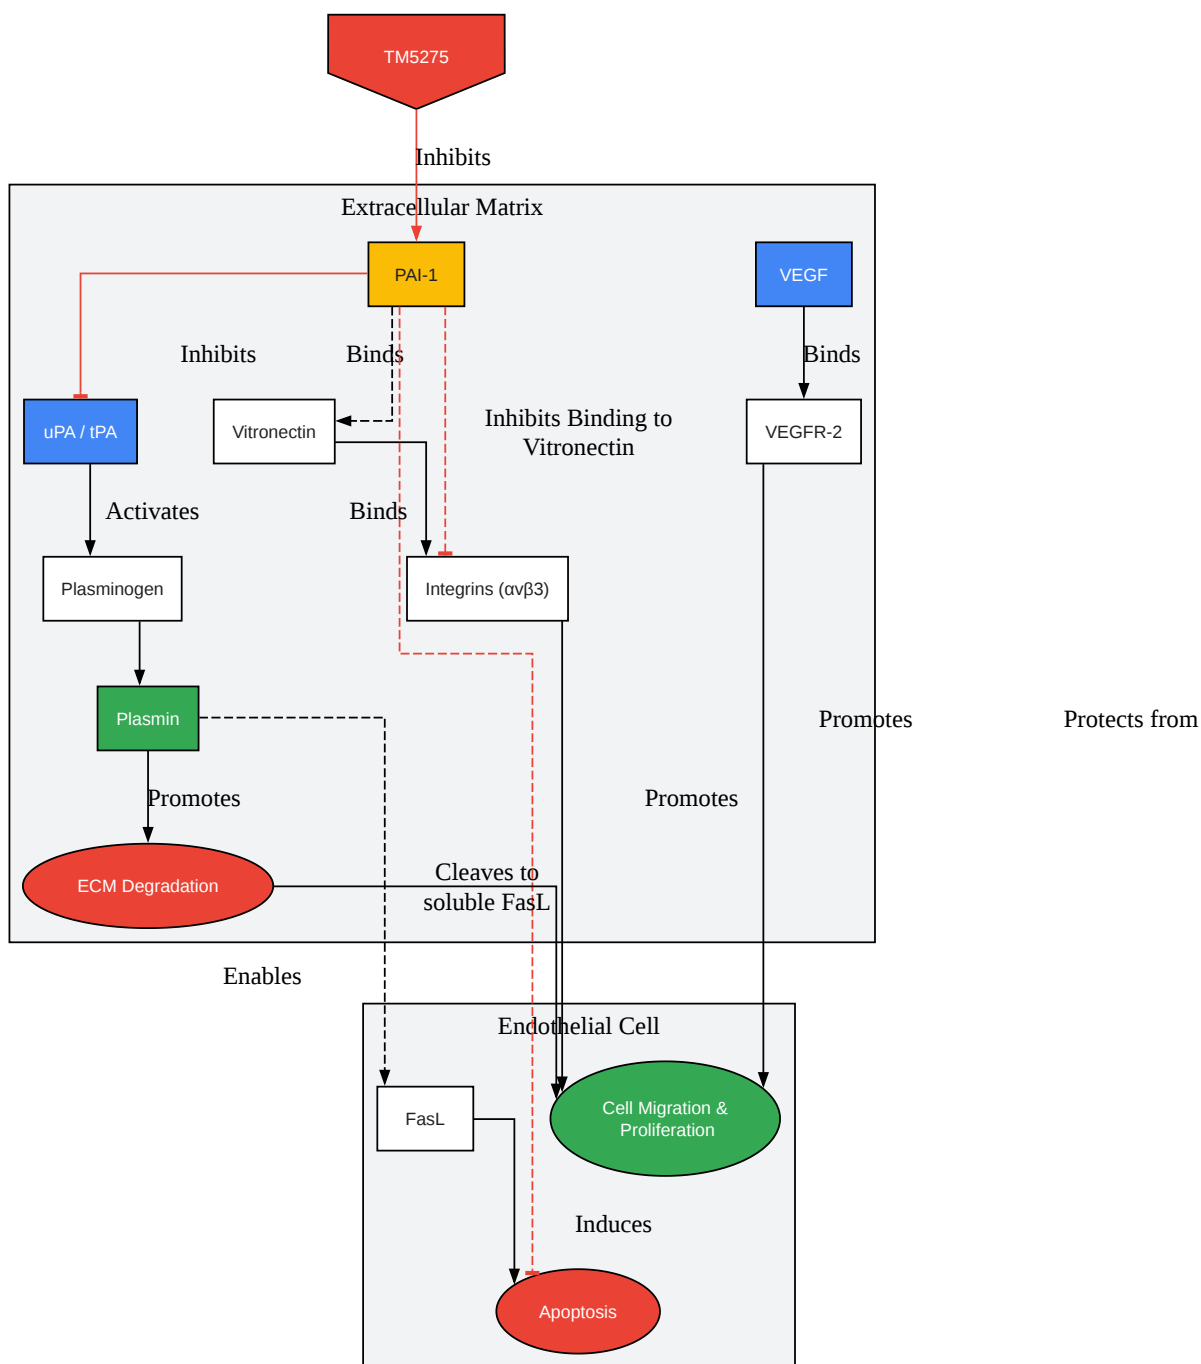 TM5275
Inhibits
Extracellular Matrix
PAI-1
VEGF
Inhibits
Binds
Binds
uPA / tPA
Vitronectin
Inhibits Binding to
Vitronectin
VEGFR-2
Activates
Binds
Plasminogen
Integrins (αvβ3)
Plasmin
Promotes
Protects from
Promotes
Promotes
ECM Degradation
Cleaves to
soluble FasL
Enables
Endothelial Cell
FasL
Cell Migration &
Proliferation
Induces
Apoptosis